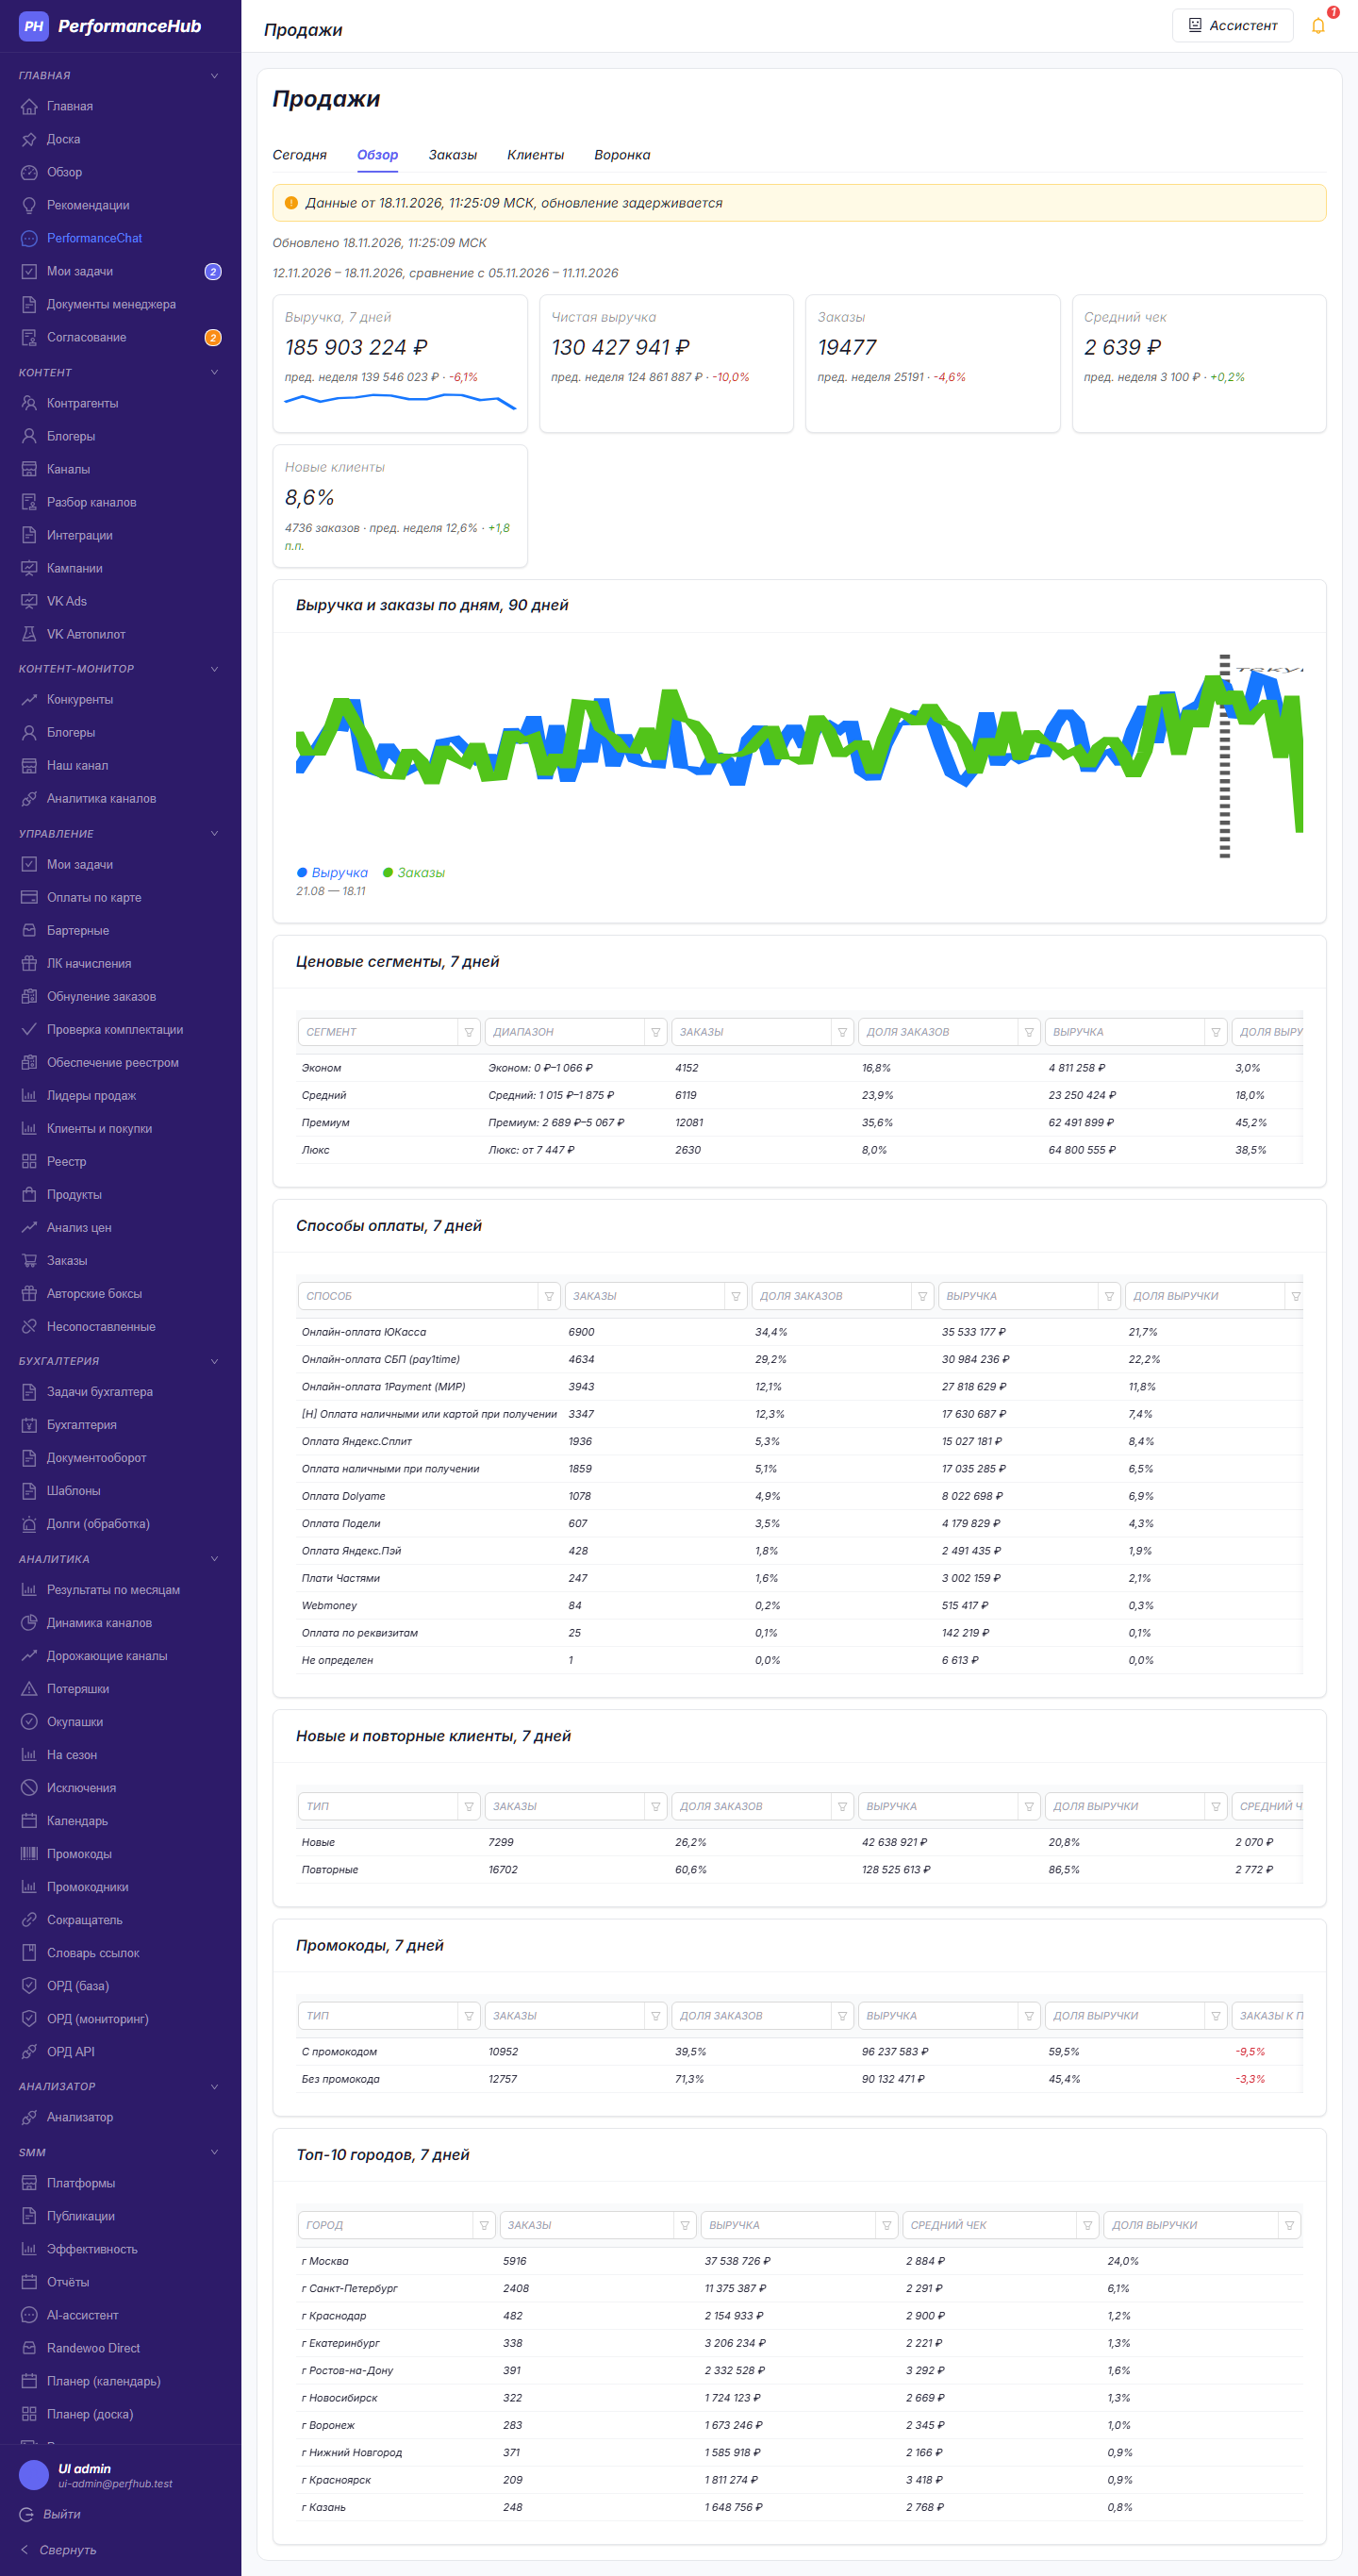 PH PerformanceHub
ГЛАВНАЯ
Главная
Доска
Обзор
Рекомендации
PerformanceChat
Мои задачи 2
Документы менеджера
Согласование 2
КОНТЕНТ
Контрагенты
Блогеры
Каналы
Разбор каналов
Интеграции
Кампании
VK Ads
VK Автопилот
КОНТЕНТ-МОНИТОР
Конкуренты
Блогеры
Наш канал
Аналитика каналов
УПРАВЛЕНИЕ
Мои задачи
Оплаты по карте
Бартерные
ЛК начисления
Обнуление заказов
Проверка комплектации
Обеспечение реестром
Лидеры продаж
Клиенты и покупки
Реестр
Продукты
Анализ цен
Заказы
Авторские боксы
Несопоставленные
БУХГАЛТЕРИЯ
Задачи бухгалтера
Бухгалтерия
Документооборот
Шаблоны
Долги (обработка)
АНАЛИТИКА
Результаты по месяцам
Динамика каналов
Дорожающие каналы
Потеряшки
Окупашки
На сезон
Исключения
Календарь
Промокоды
Промокодники
Сокращатель
Словарь ссылок
ОРД (база)
ОРД (мониторинг)
ОРД API
АНАЛИЗАТОР
Анализатор
SMM
Платформы
Публикации
Эффективность
Отчёты
AI-ассистент
Randewoo Direct
Планер (календарь)
Планер (доска)
UI admin
ui-admin@perfhub.test
Выйти
Свернуть
Продажи
Ассистент
1
Продажи
Сегодня Обзор Заказы Клиенты Воронка
Данные от 18.11.2026, 11:25:09 МСК, обновление задерживается
Обновлено 18.11.2026, 11:25:09 МСК
12.11.2026 – 18.11.2026, сравнение с 05.11.2026 – 11.11.2026
Выручка, 7 дней
185 903 224 ₽
пред. неделя 139 546 023 ₽ · -6,1%
Чистая выручка
130 427 941 ₽
пред. неделя 124 861 887 ₽ · -10,0%
Заказы
19477
пред. неделя 25191 · -4,6%
Средний чек
2 639 ₽
пред. неделя 3 100 ₽ · +0,2%
Новые клиенты
8,6%
4736 заказов · пред. неделя 12,6% · +1,8
п.п.
Выручка и заказы по дням, 90 дней
Выручка Заказы
21.08 — 18.11
Ценовые сегменты, 7 дней
СЕГМЕНТ ДИАПАЗОН ЗАКАЗЫ ДОЛЯ ЗАКАЗОВ ВЫРУЧКА ДОЛЯ ВЫРУ
Эконом Эконом: 0 ₽–1 066 ₽ 4152 16,8% 4 811 258 ₽ 3,0%
Средний Средний: 1 015 ₽–1 875 ₽ 6119 23,9% 23 250 424 ₽ 18,0%
Премиум Премиум: 2 689 ₽–5 067 ₽ 12081 35,6% 62 491 899 ₽ 45,2%
Люкс Люкс: от 7 447 ₽ 2630 8,0% 64 800 555 ₽ 38,5%
Способы оплаты, 7 дней
СПОСОБ ЗАКАЗЫ ДОЛЯ ЗАКАЗОВ ВЫРУЧКА ДОЛЯ ВЫРУЧКИ
Онлайн-оплата ЮКасса 6900 34,4% 35 533 177 ₽ 21,7%
Онлайн-оплата СБП (pay1time) 4634 29,2% 30 984 236 ₽ 22,2%
Онлайн-оплата 1Payment (МИР) 3943 12,1% 27 818 629 ₽ 11,8%
[Н] Оплата наличными или картой при получении 3347 12,3% 17 630 687 ₽ 7,4%
Оплата Яндекс.Сплит 1936 5,3% 15 027 181 ₽ 8,4%
Оплата наличными при получении 1859 5,1% 17 035 285 ₽ 6,5%
Оплата Dolyame 1078 4,9% 8 022 698 ₽ 6,9%
Оплата Подели 607 3,5% 4 179 829 ₽ 4,3%
Оплата Яндекс.Пэй 428 1,8% 2 491 435 ₽ 1,9%
Плати Частями 247 1,6% 3 002 159 ₽ 2,1%
Webmoney 84 0,2% 515 417 ₽ 0,3%
Оплата по реквизитам 25 0,1% 142 219 ₽ 0,1%
Не определен 1 0,0% 6 613 ₽ 0,0%
Новые и повторные клиенты, 7 дней
ТИП ЗАКАЗЫ ДОЛЯ ЗАКАЗОВ ВЫРУЧКА ДОЛЯ ВЫРУЧКИ СРЕДНИЙ Ч
Новые 7299 26,2% 42 638 921 ₽ 20,8% 2 070 ₽
Повторные 16702 60,6% 128 525 613 ₽ 86,5% 2 772 ₽
Промокоды, 7 дней
ТИП ЗАКАЗЫ ДОЛЯ ЗАКАЗОВ ВЫРУЧКА ДОЛЯ ВЫРУЧКИ ЗАКАЗЫ К П
С промокодом 10952 39,5% 96 237 583 ₽ 59,5% -9,5%
Без промокода 12757 71,3% 90 132 471 ₽ 45,4% -3,3%
Топ-10 городов, 7 дней
ГОРОД ЗАКАЗЫ ВЫРУЧКА СРЕДНИЙ ЧЕК ДОЛЯ ВЫРУЧКИ
г Москва 5916 37 538 726 ₽ 2 884 ₽ 24,0%
г Санкт-Петербург 2408 11 375 387 ₽ 2 291 ₽ 6,1%
г Краснодар 482 2 154 933 ₽ 2 900 ₽ 1,2%
г Екатеринбург 338 3 206 234 ₽ 2 221 ₽ 1,3%
г Ростов-на-Дону 391 2 332 528 ₽ 3 292 ₽ 1,6%
г Новосибирск 322 1 724 123 ₽ 2 669 ₽ 1,3%
г Воронеж 283 1 673 246 ₽ 2 345 ₽ 1,0%
г Нижний Новгород 371 1 585 918 ₽ 2 166 ₽ 0,9%
г Красноярск 209 1 811 274 ₽ 3 418 ₽ 0,9%
г Казань 248 1 648 756 ₽ 2 768 ₽ 0,8%